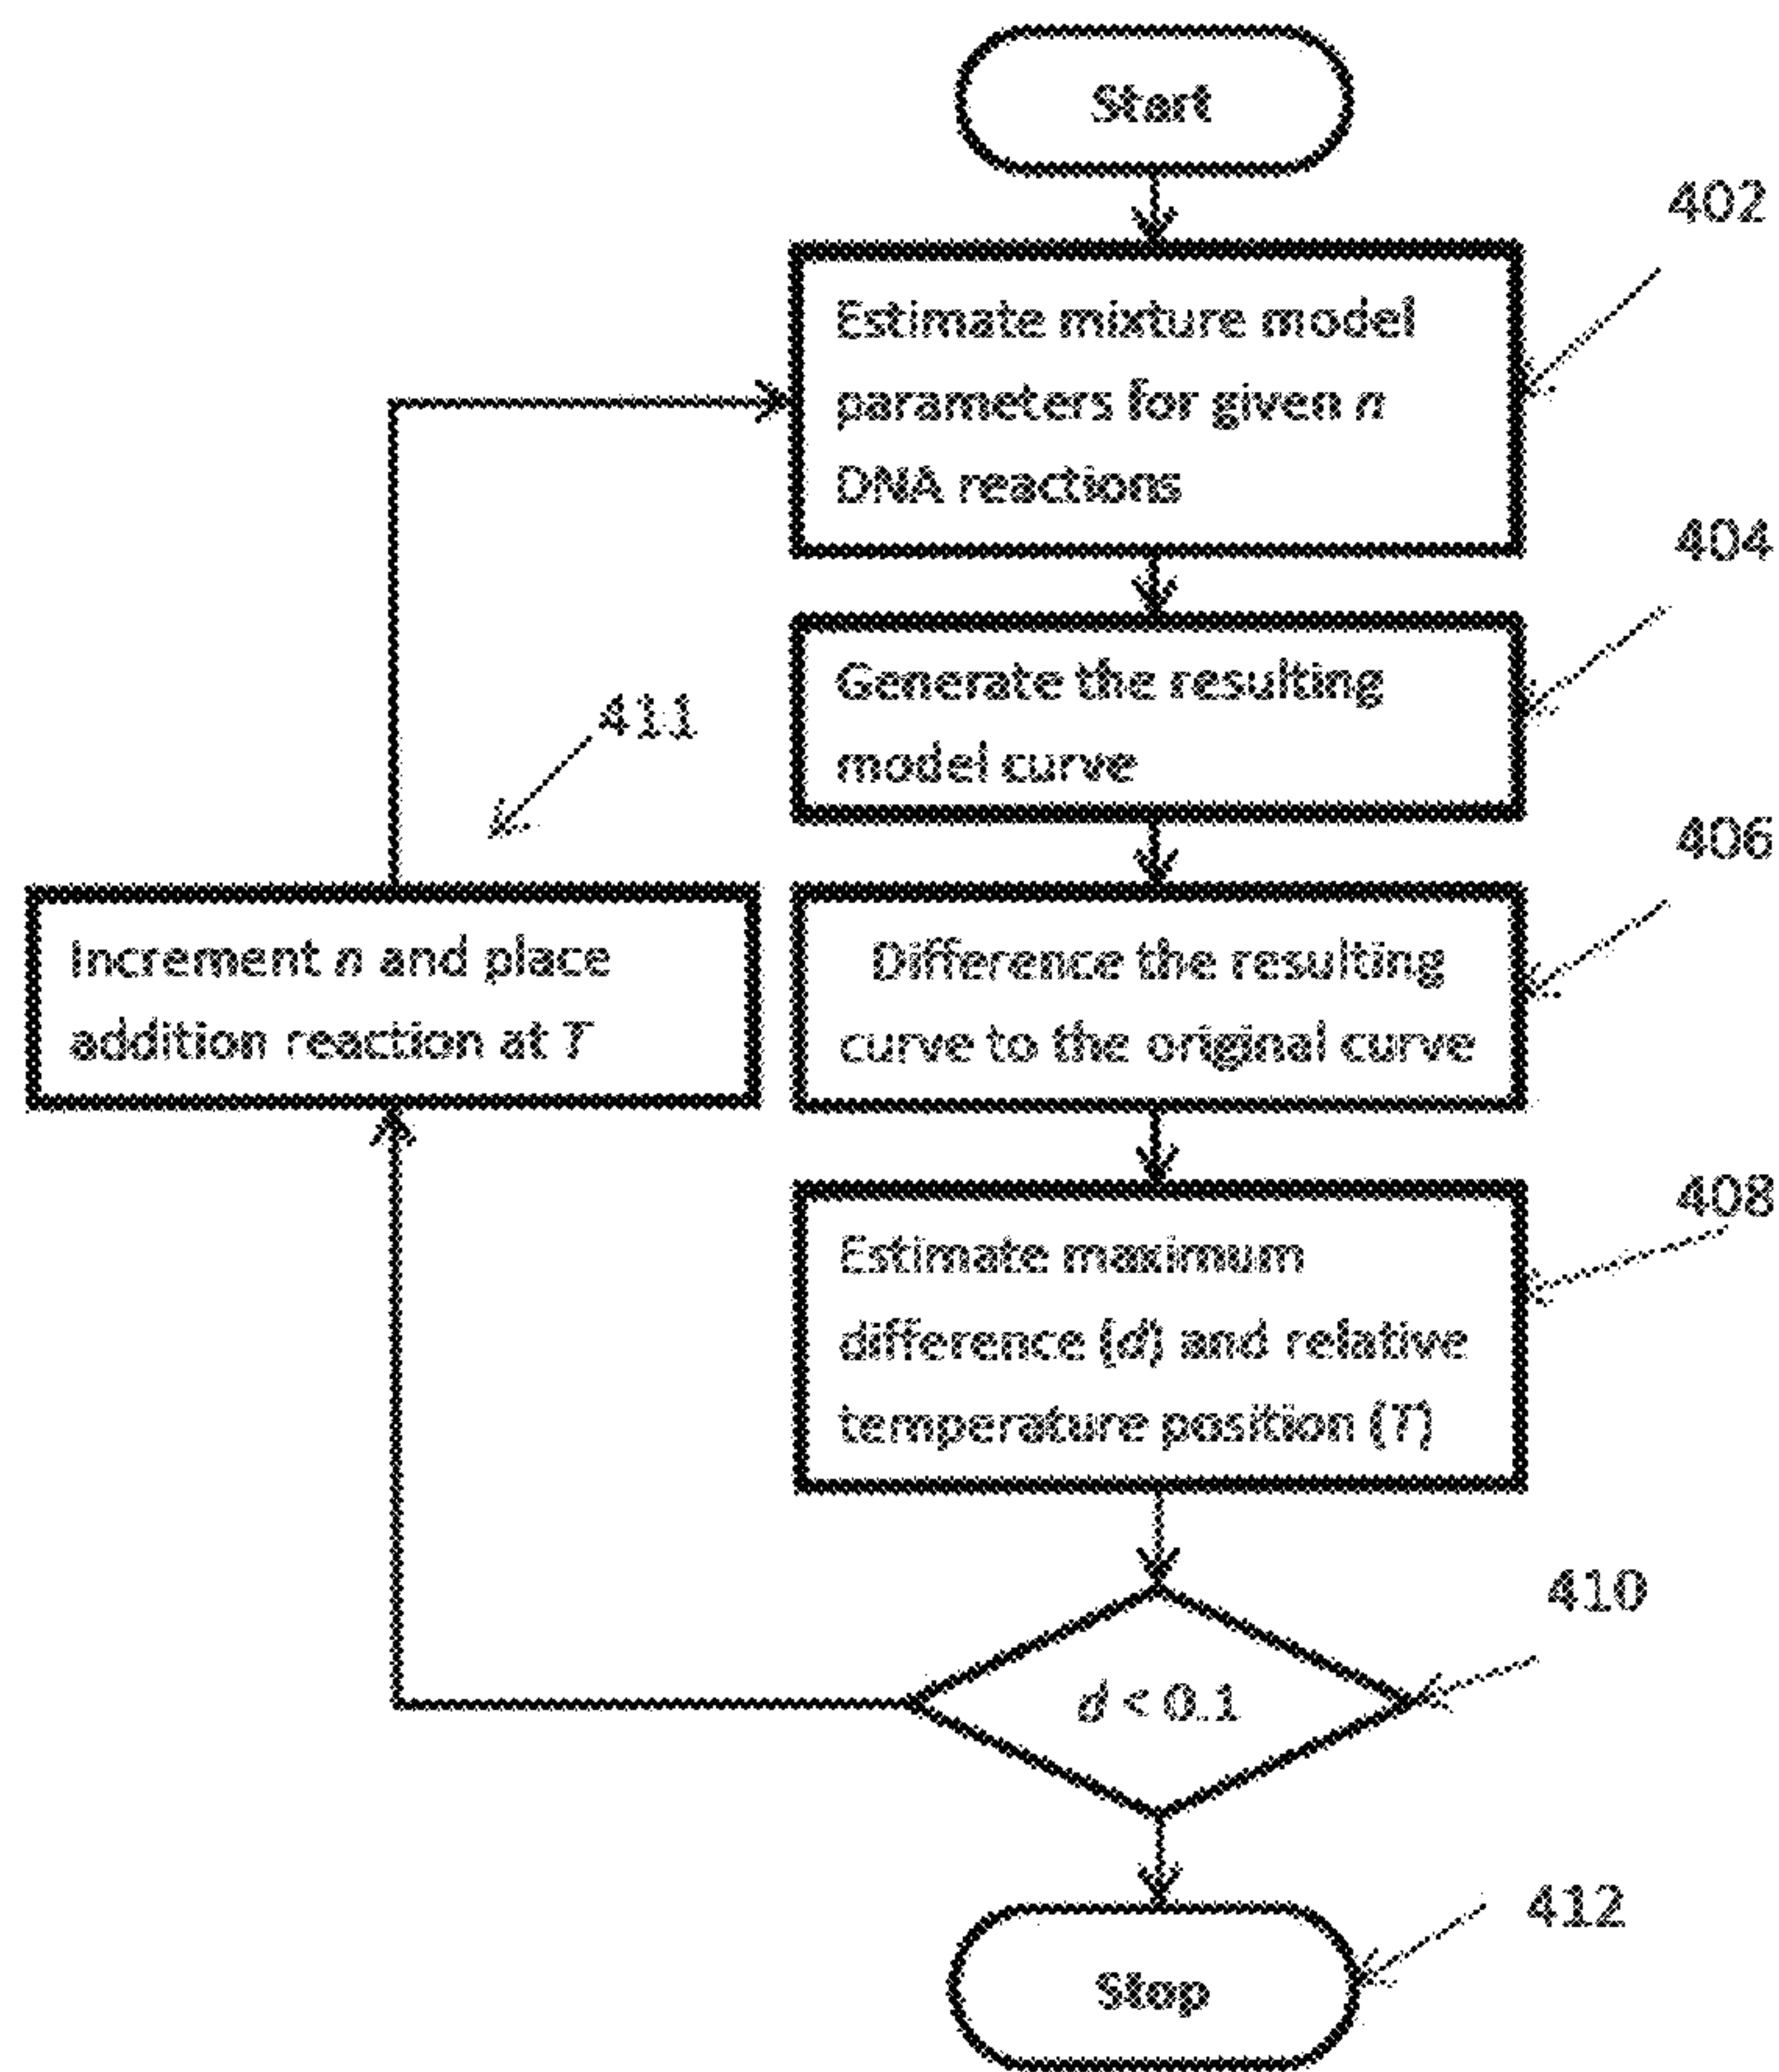 Start
402
Estimate mixture model
parameters for given n
DNA reactions
404
Generate the resulting
model curve
411
406
Increment n and place
addition reaction at T
Difference the resulting
curve to the original curve
408
Estimate maximum
difference (d) and relative
temperature position (T)
410
d < 0.1
412
Stop